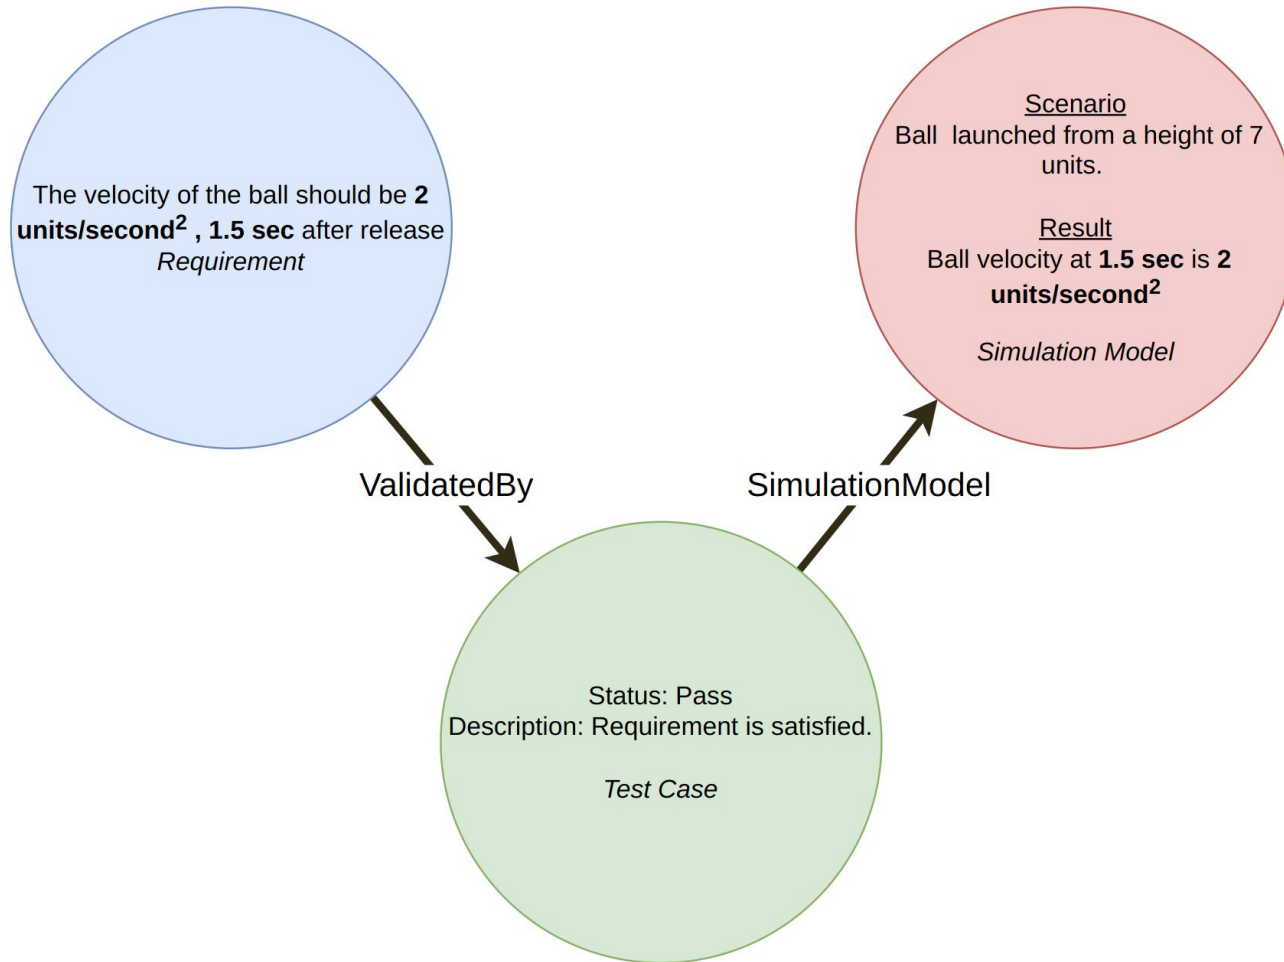 The velocity of the ball should be 2
units/second² , 1.5 sec after release
Requirement
Scenario
Ball launched from a height of 7
units.
Result
Ball velocity at 1.5 sec is 2
units/second²
Simulation Model
ValidatedBy
SimulationModel
Status: Pass
Description: Requirement is satisfied.
Test Case